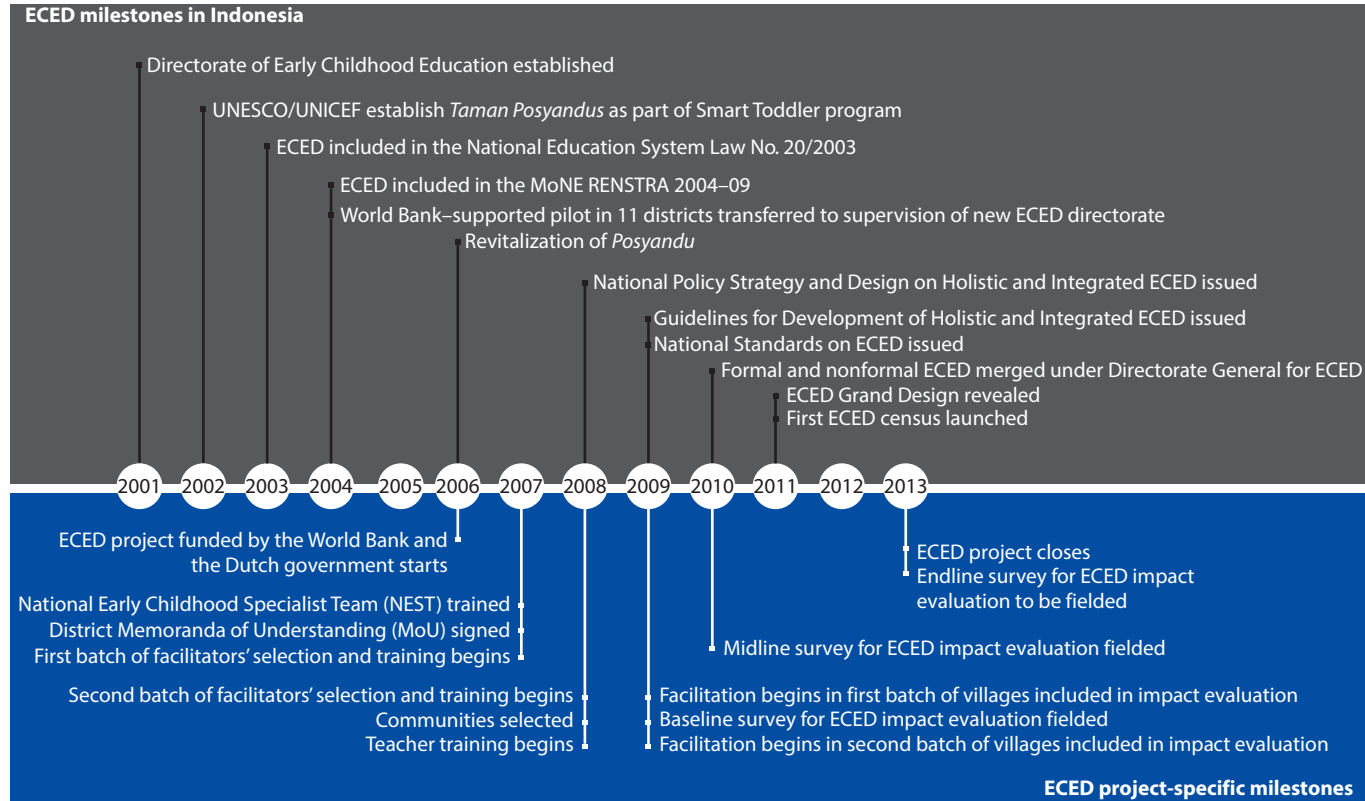 ECED milestones in Indonesia
Directorate of Early Childhood Education established
UNESCO/UNICEF establish Taman Posyandus as part of Smart Toddler program
ECED included in the National Education System Law No. 20/2003
ECED included in the MoNE RENSTRA 2004–09
World Bank–supported pilot in 11 districts transferred to supervision of new ECED directorate
Revitalization of Posyandu
National Policy Strategy and Design on Holistic and Integrated ECED issued
Guidelines for Development of Holistic and Integrated ECED issued
National Standards on ECED issued
Formal and nonformal ECED merged under Directorate General for ECED
ECED Grand Design revealed
First ECED census launched
2001 2002 2003 2004 2005 2006 2007 2008 2009 2010 2011 2012 2013
ECED project funded by the World Bank and
the Dutch government starts
ECED project closes
Endline survey for ECED impact
evaluation to be fielded
National Early Childhood Specialist Team (NEST) trained
District Memoranda of Understanding (MoU) signed
First batch of facilitators' selection and training begins
Midline survey for ECED impact evaluation fielded
Second batch of facilitators' selection and training begins
Communities selected
Teacher training begins
Facilitation begins in first batch of villages included in impact evaluation
Baseline survey for ECED impact evaluation fielded
Facilitation begins in second batch of villages included in impact evaluation
ECED project-specific milestones